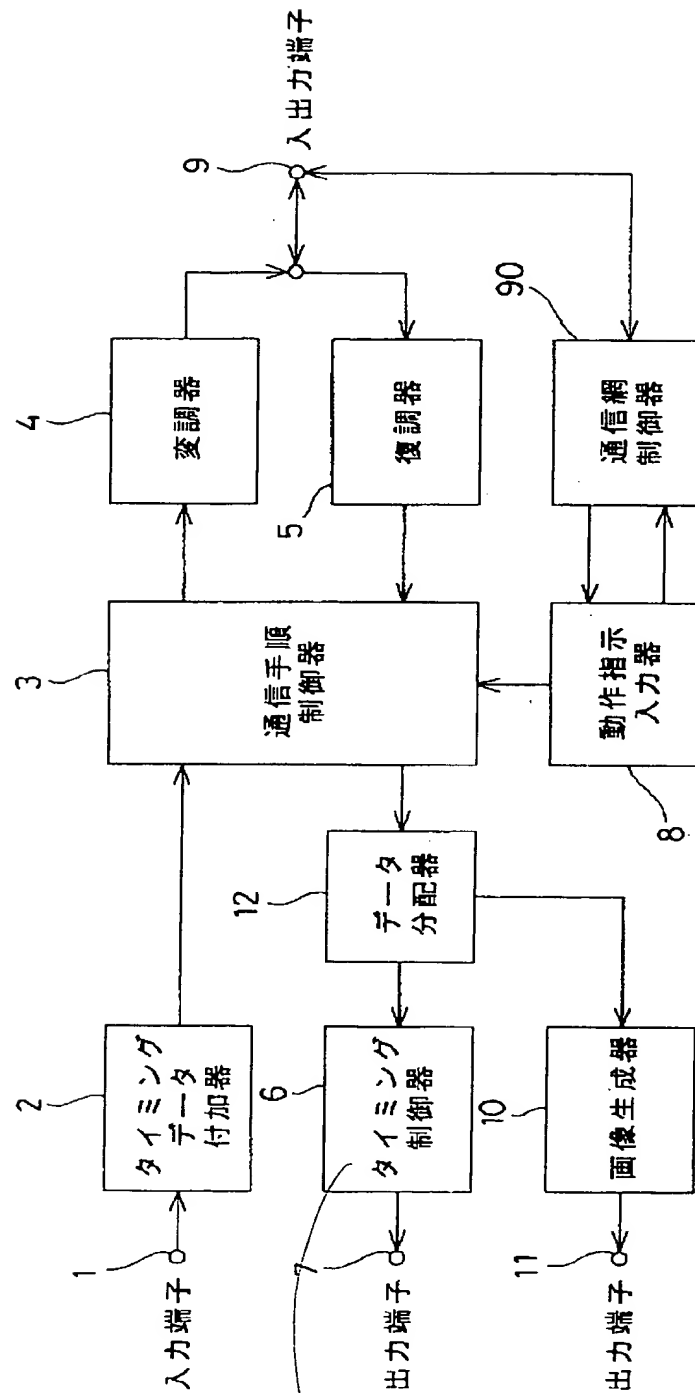 入力端子
1
2
タイミング
データ
付加器
3
通信手順
制御器
4
変調器
5
復調器
9
入出力端子
90
通信網
制御器
8
動作指示
入力器
12
データ
分配器
6
タイミング
制御器
7
出力端子
10
画像生成器
11
出力端子